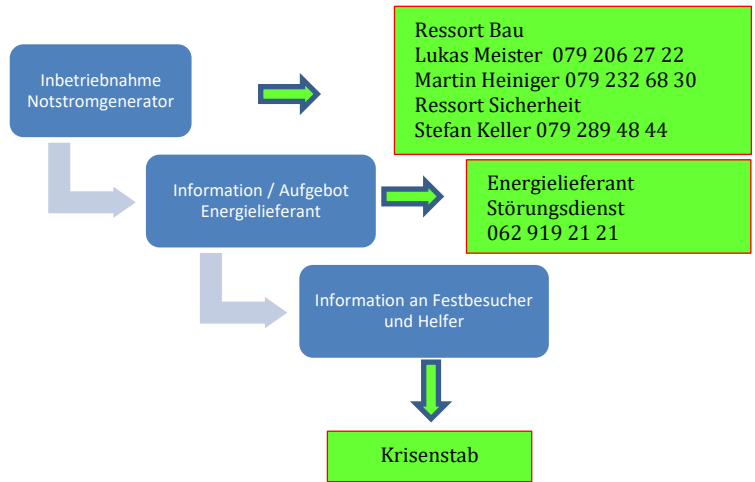 Inbetriebnahme
Notstromgenerator
Ressort Bau
Lukas Meister 079 206 27 22
Martin Heiniger 079 232 68 30
Ressort Sicherheit
Stefan Keller 079 289 48 44
Information / Aufgebot
Energielieferant
Energielieferant
Störungsdienst
062 919 21 21
Information an Festbesucher
und Helfer
Krisenstab